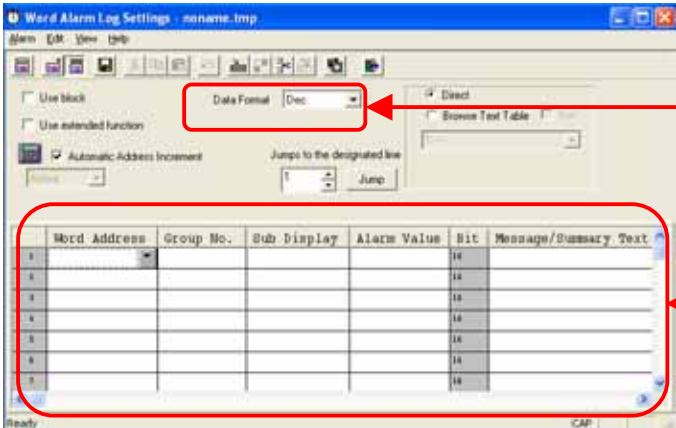 Word Alarm Log Settings - noname.tmp
Alarm Edit View Help
Use block Data Format Dec Direct
Use extended function Browse Text Table
Automatic Address Increment Jumps to the designated line
1 Jump
Word Address Group No. Sub Display Alarm Value Bit Message/Summary Text
1 16
2 16
3 16
4 16
5 16
6 16
7 16
Ready CAP